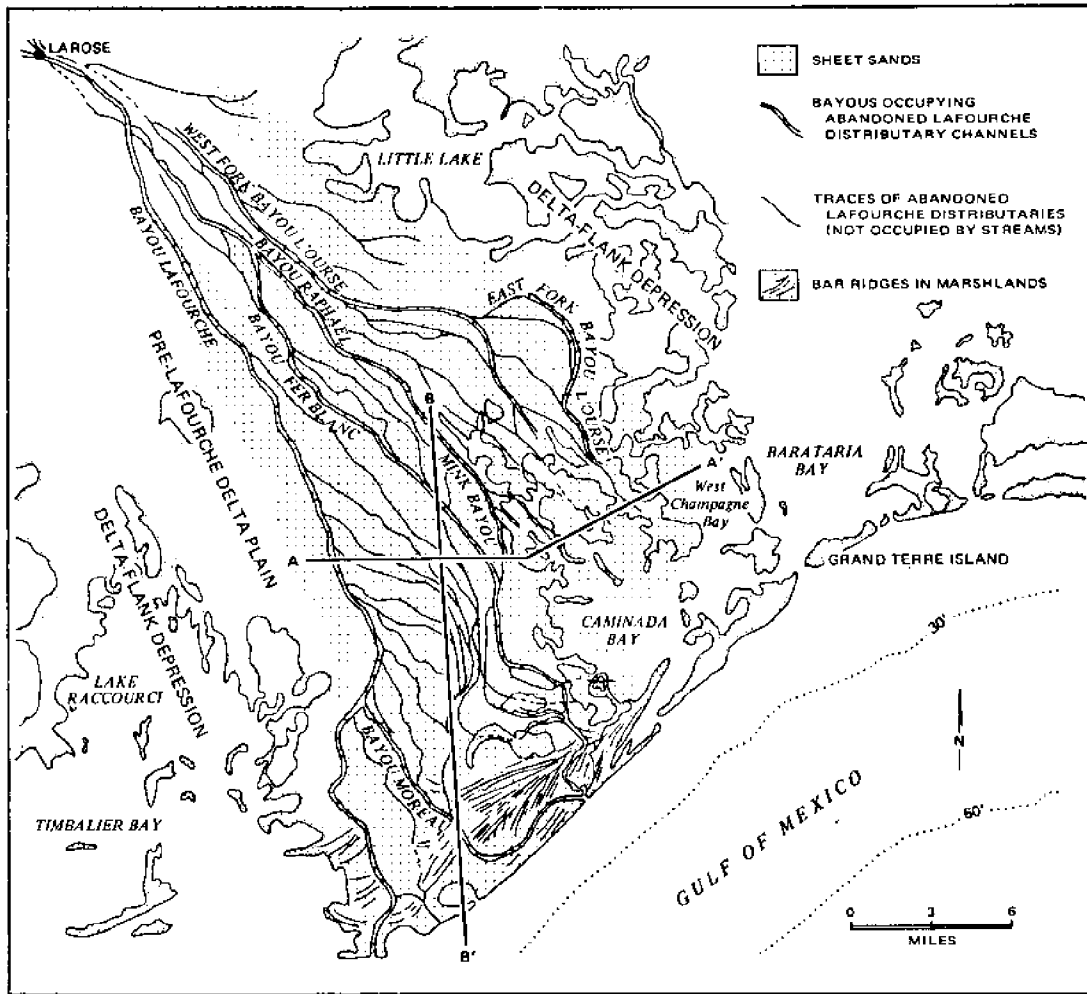 LAROSE
SHEET SANDS
BAYOUS OCCUPYING
ABANDONED LAFOURCHE
DISTRIBUTARY CHANNELS
TRACES OF ABANDONED
LAFOURCHE DISTRIBUTARIES
(NOT OCCUPIED BY STREAMS)
BAR RIDGES IN MARSHLANDS
WEST FORK BAYOU L'OURSE
LITTLE LAKE
DELTA FLANK DEPRESSION
BAYOU LAFOURCHE
BAYOU RAPHAEL
EAST FORK BAYOU L'OURSE
BAYOU FER BLANC
PRE-LAFOURCHE DELTA PLAIN
B
MINK BAYOU
A'
West
Champagne
Bay
BARATARIA
BAY
A
GRAND TERRE ISLAND
DELTA FLANK DEPRESSION
CAMINADA
BAY
30'
LAKE
RACCOURCI
N
BAYOU MOREAU
TIMBALIER BAY
GULF OF MEXICO
60'
0 3 6
MILES
B'